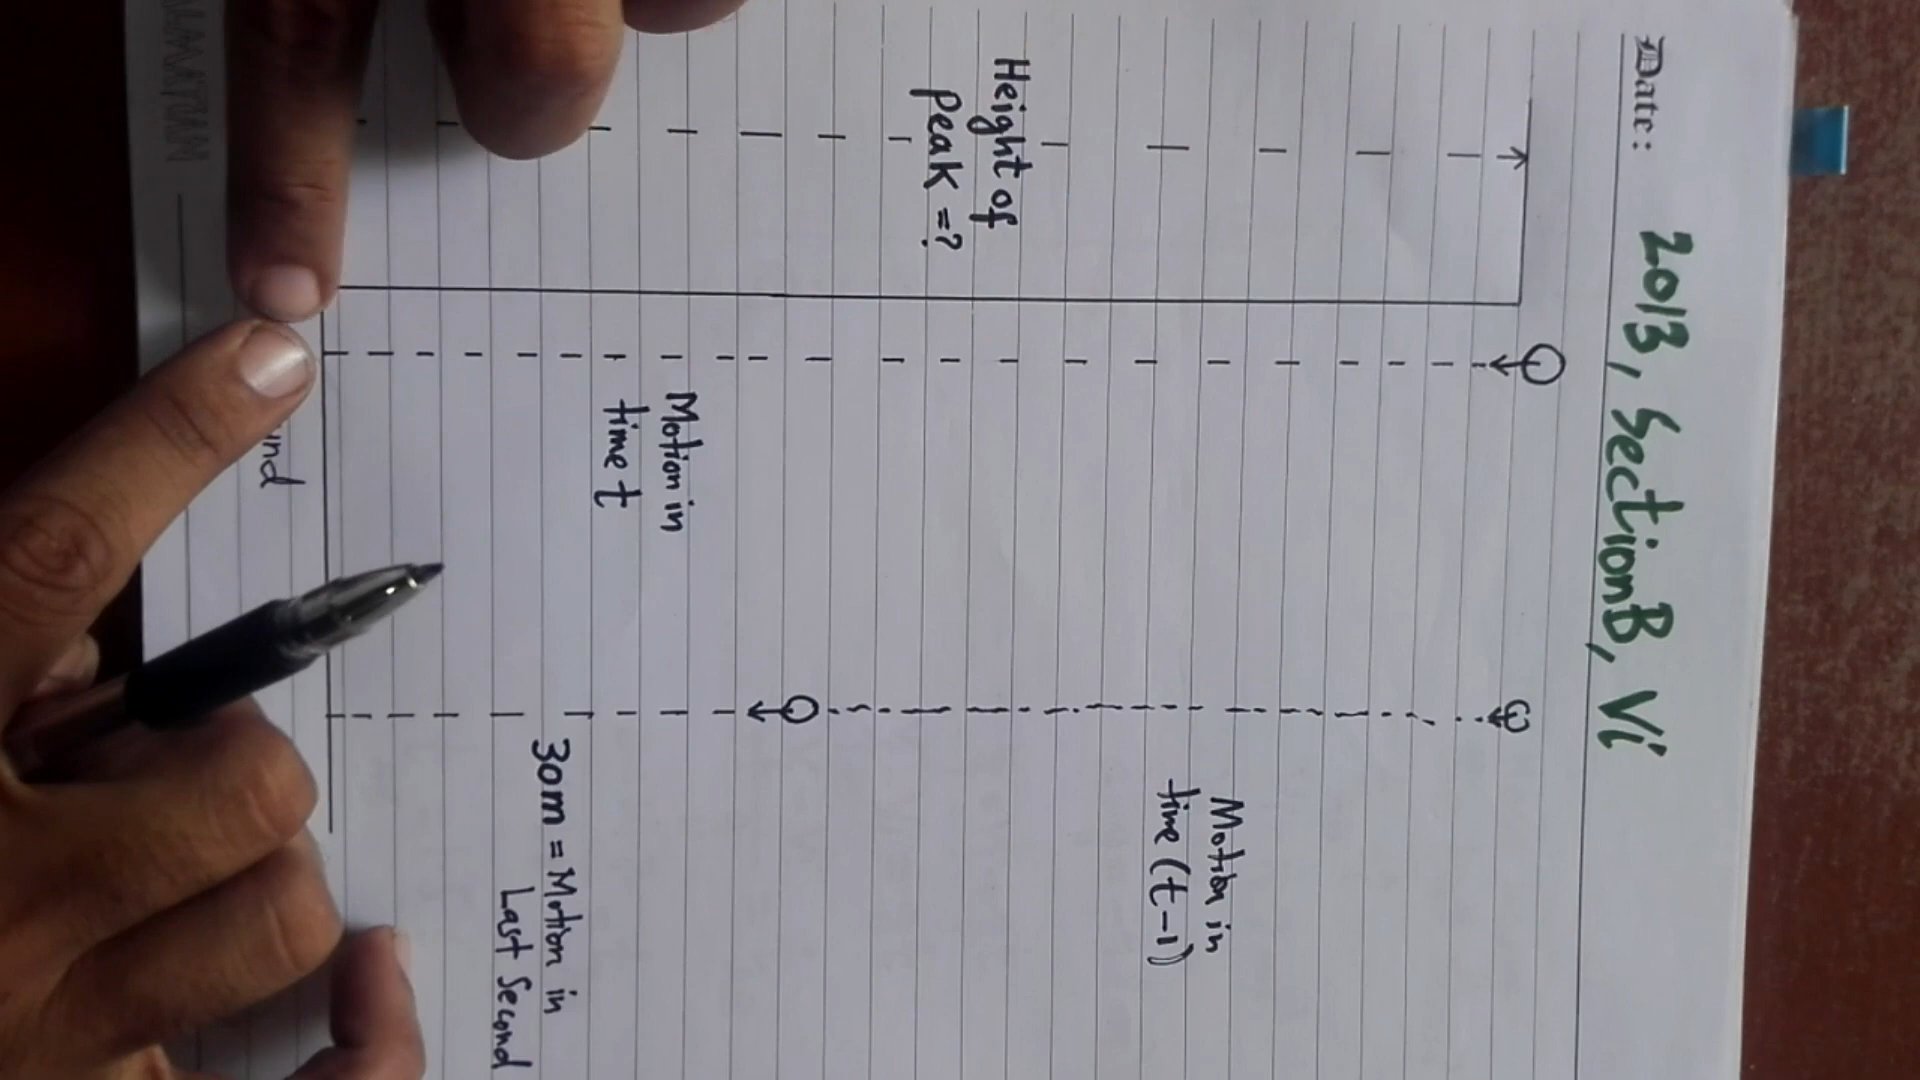 Date:
2013, Section B, Vi
Height of
Peak = ?
Motion in
time t
Motion in
time (t-1)
30m = Motion in
Last Second